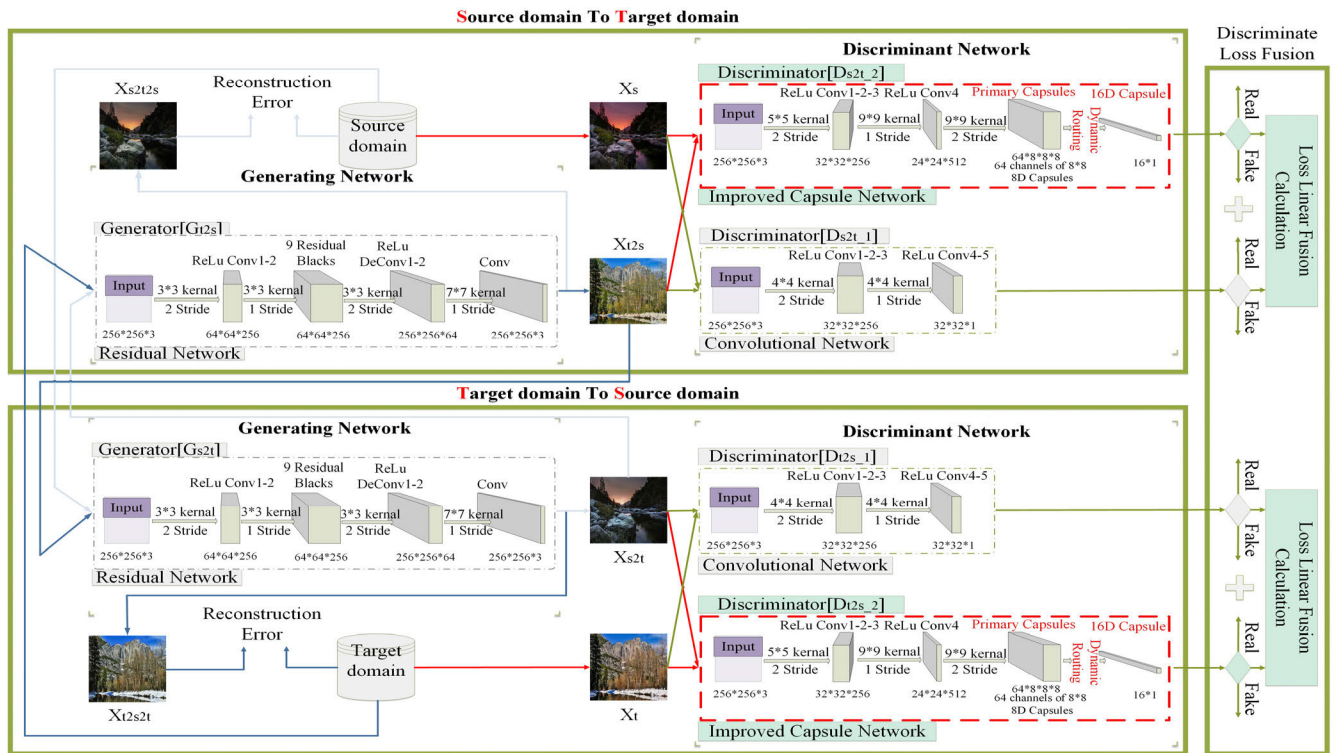 Source domain To Target domain
Discriminate
Loss Fusion
Discriminant Network
Xs2t2s
Reconstruction
Error
Source
domain
Xs
Discriminator[Ds2t_2]
ReLu Conv1-2-3 ReLu Conv4 Primary Capsules 16D Capsule
Input
5*5 kernal
2 Stride
9*9 kernal
1 Stride
9*9 kernal
2 Stride
Dynamic
Routing
256*256*3
32*32*256
24*24*512
64*8*8*8
64 channels of 8*8
8D Capsules
16*1
Improved Capsule Network
Generating Network
Generator[Gt2s]
ReLu Conv1-2
9 Residual
Blacks
ReLu
DeConv1-2
Conv
Input
3*3 kernal
2 Stride
3*3 kernal
1 Stride
3*3 kernal
2 Stride
7*7 kernal
1 Stride
256*256*3
64*64*256
64*64*256
256*256*64
256*256*3
Residual Network
Xt2s
Discriminator[Ds2t_1]
ReLu Conv1-2-3
ReLu Conv4-5
Input
4*4 kernal
2 Stride
4*4 kernal
1 Stride
256*256*3
32*32*256
32*32*1
Convolutional Network
Real
Fake
Real
Fake
Loss Linear Fusion
Calculation
Target domain To Source domain
Generating Network
Discriminant Network
Generator[Gs2t]
ReLu Conv1-2
9 Residual
Blacks
ReLu
DeConv1-2
Conv
Input
3*3 kernal
2 Stride
3*3 kernal
1 Stride
3*3 kernal
2 Stride
7*7 kernal
1 Stride
256*256*3
64*64*256
64*64*256
256*256*64
256*256*3
Residual Network
Xs2t
Discriminator[Dt2s_1]
ReLu Conv1-2-3
ReLu Conv4-5
Input
4*4 kernal
2 Stride
4*4 kernal
1 Stride
256*256*3
32*32*256
32*32*1
Convolutional Network
Reconstruction
Error
Target
domain
Xt2s2t
Xt
Discriminator[Dt2s_2]
ReLu Conv1-2-3 ReLu Conv4 Primary Capsules 16D Capsule
Input
5*5 kernal
2 Stride
9*9 kernal
1 Stride
9*9 kernal
2 Stride
Dynamic
Routing
256*256*3
32*32*256
24*24*512
64*8*8*8
64 channels of 8*8
8D Capsules
16*1
Improved Capsule Network
Real
Fake
Real
Fake
Loss Linear Fusion
Calculation